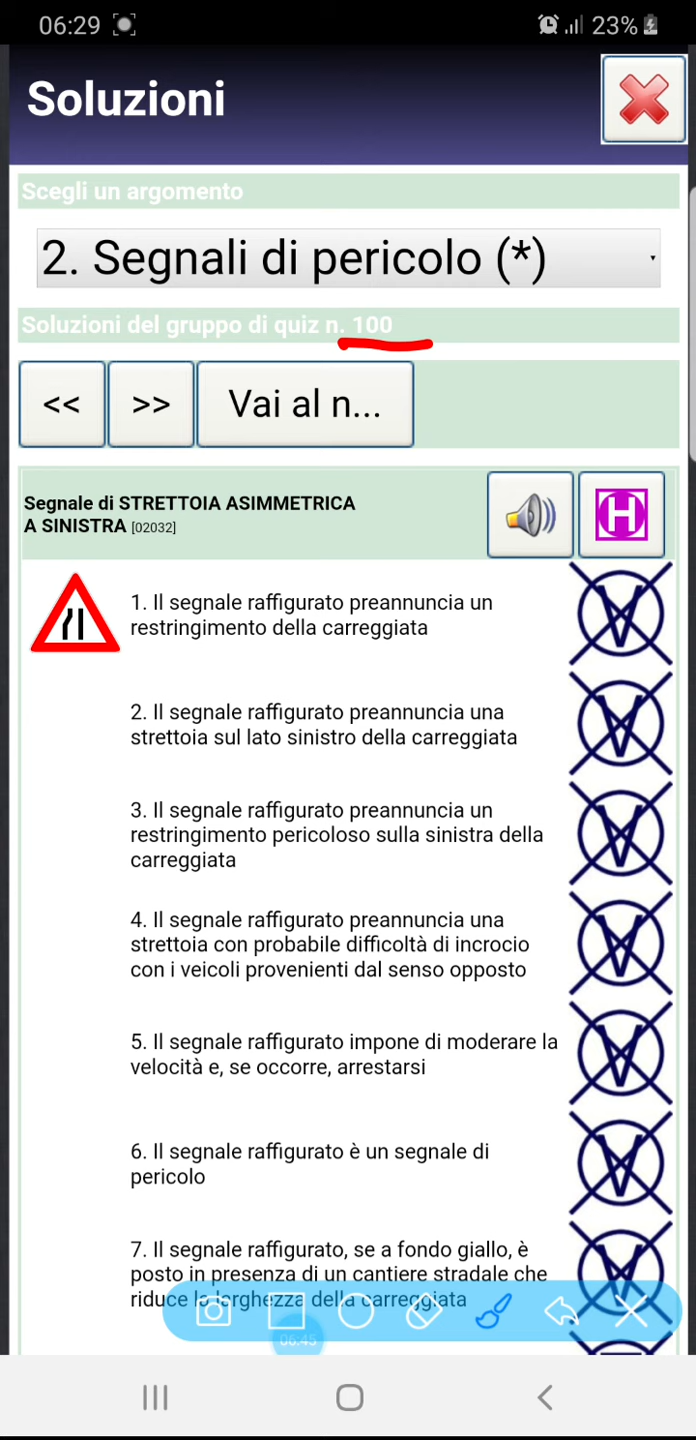 06:29
23%
Soluzioni
Scegli un argomento
2. Segnali di pericolo (*)
Soluzioni del gruppo di quiz n. 100
<< >> Vai al n...
Segnale di STRETTOIA ASIMMETRICA
A SINISTRA [02032]
H
1. Il segnale raffigurato preannuncia un
restringimento della carreggiata
V
2. Il segnale raffigurato preannuncia una
strettoia sul lato sinistro della carreggiata
V
3. Il segnale raffigurato preannuncia un
restringimento pericoloso sulla sinistra della
carreggiata
V
4. Il segnale raffigurato preannuncia una
strettoia con probabile difficoltà di incrocio
con i veicoli provenienti dal senso opposto
V
5. Il segnale raffigurato impone di moderare la
velocità e, se occorre, arrestarsi
V
6. Il segnale raffigurato è un segnale di
pericolo
V
7. Il segnale raffigurato, se a fondo giallo, è
posto in presenza di un cantiere stradale che
riduce la larghezza della carreggiata
V
06:45